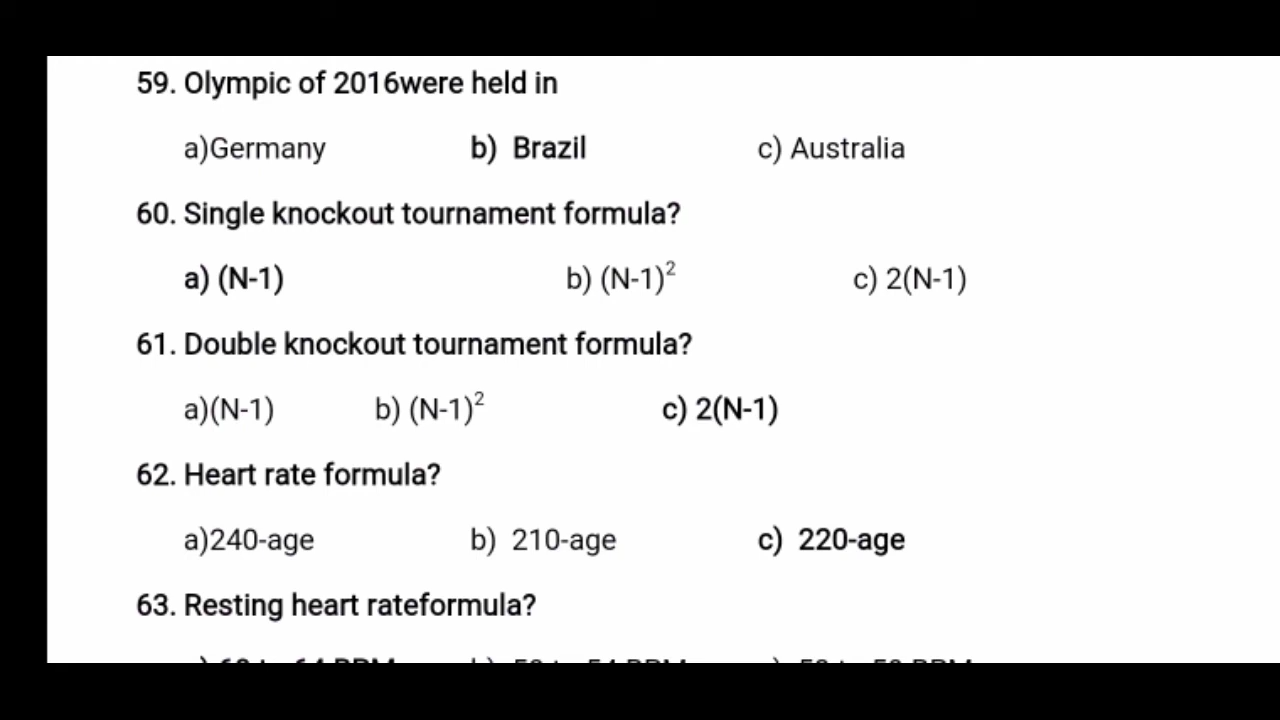 59. Olympic of 2016were held in
a)Germany b) Brazil c) Australia
60. Single knockout tournament formula?
a) (N-1) b) (N-1)² c) 2(N-1)
61. Double knockout tournament formula?
a)(N-1) b) (N-1)² c) 2(N-1)
62. Heart rate formula?
a)240-age b) 210-age c) 220-age
63. Resting heart rateformula?